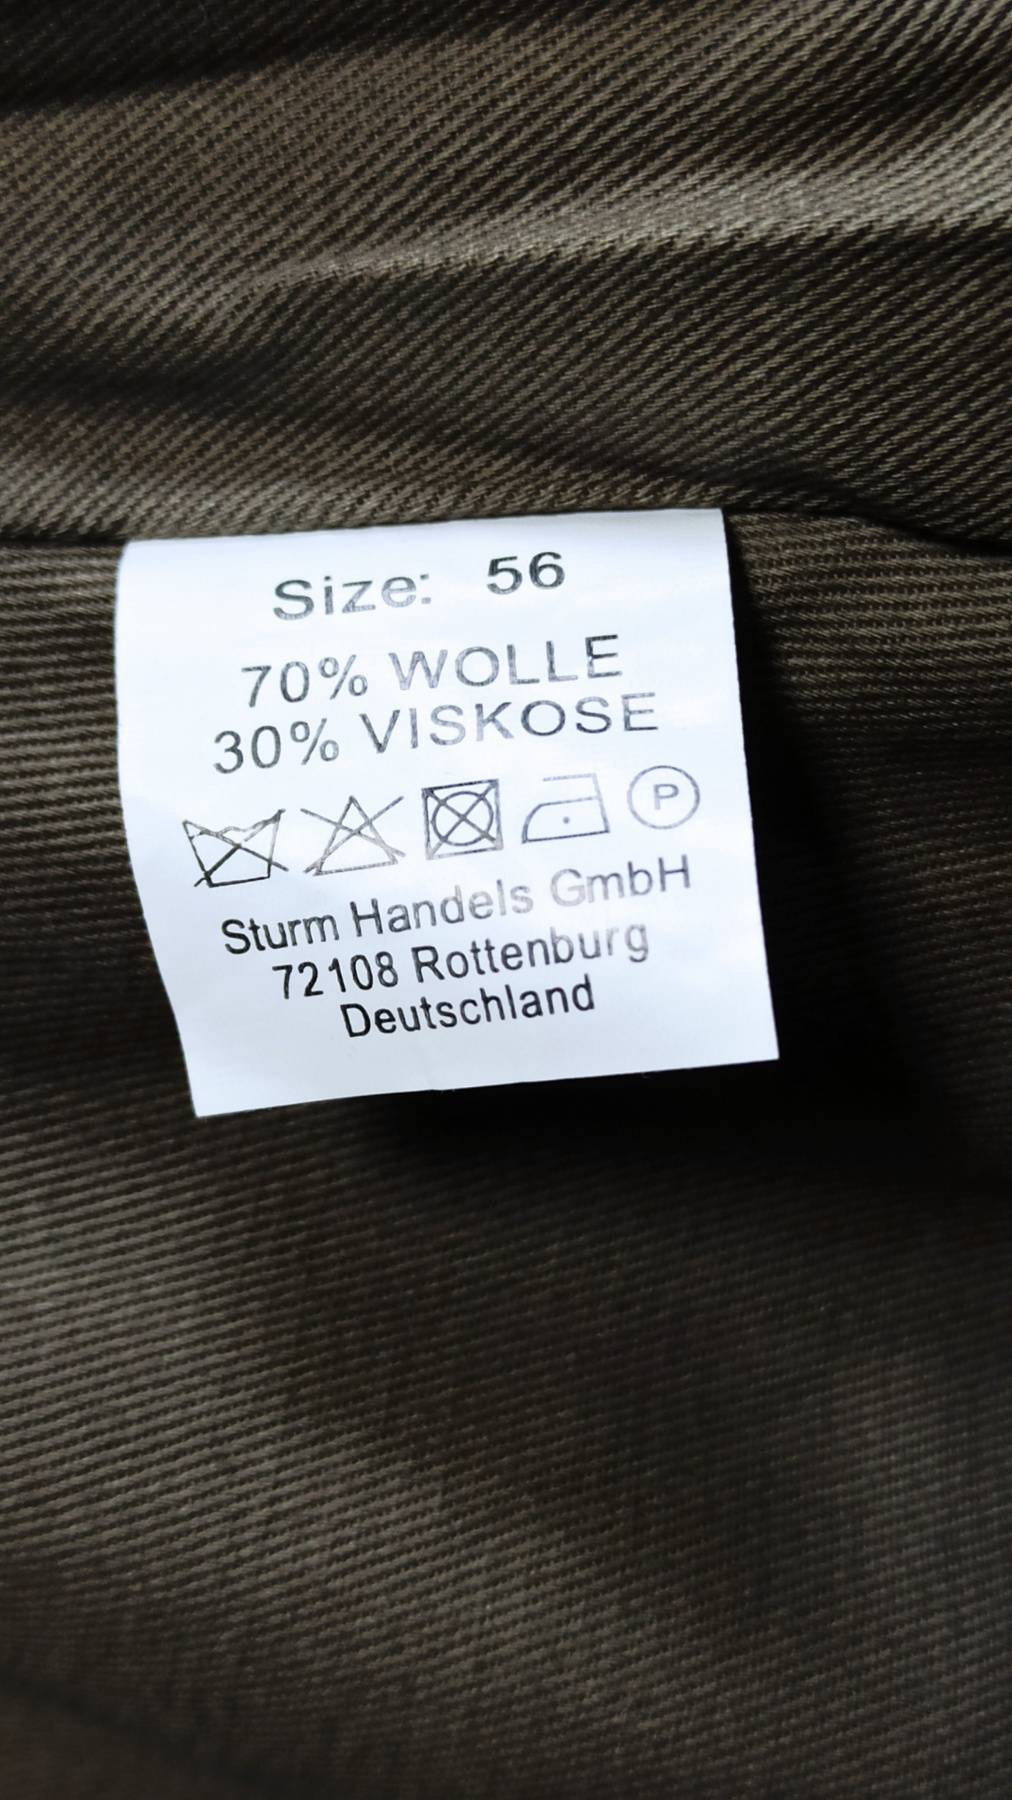 Size: 56
70% WOLLE
30% VISKOSE
P
Sturm Handels GmbH
72108 Rottenburg
Deutschland